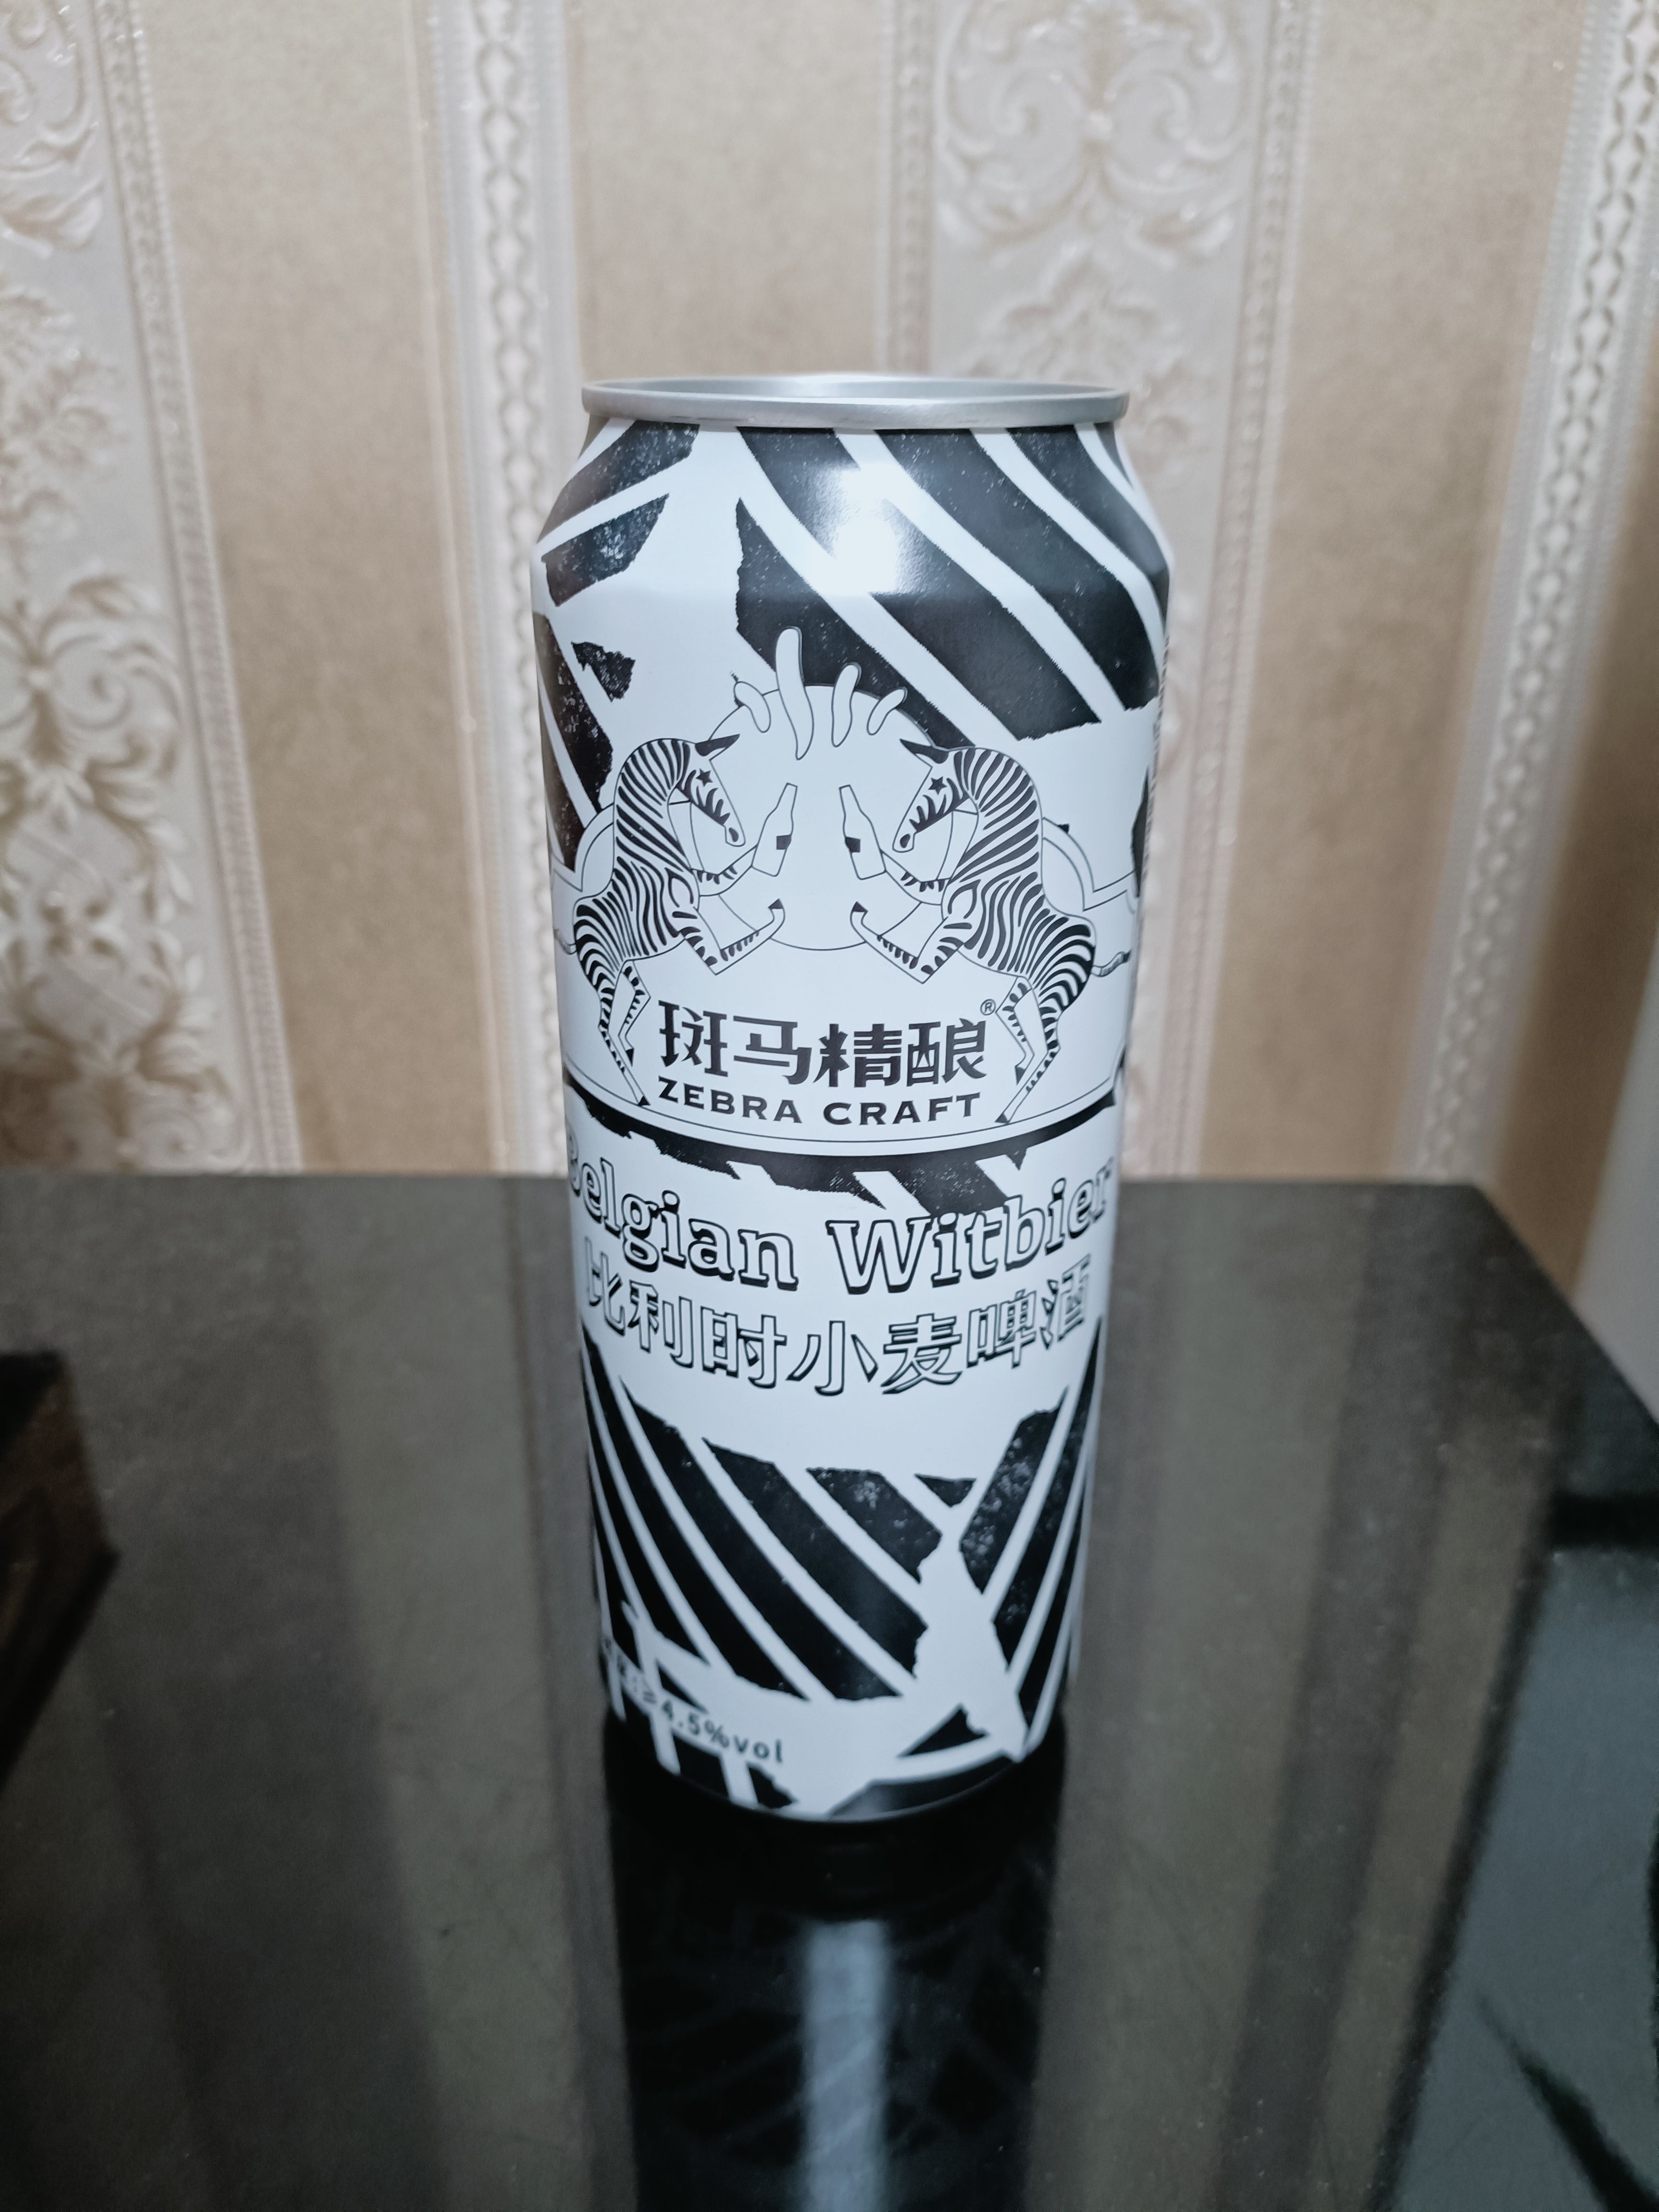 斑马精酿®
ZEBRA CRAFT
Belgian Witbier
比利时小麦啤酒
4.5%vol